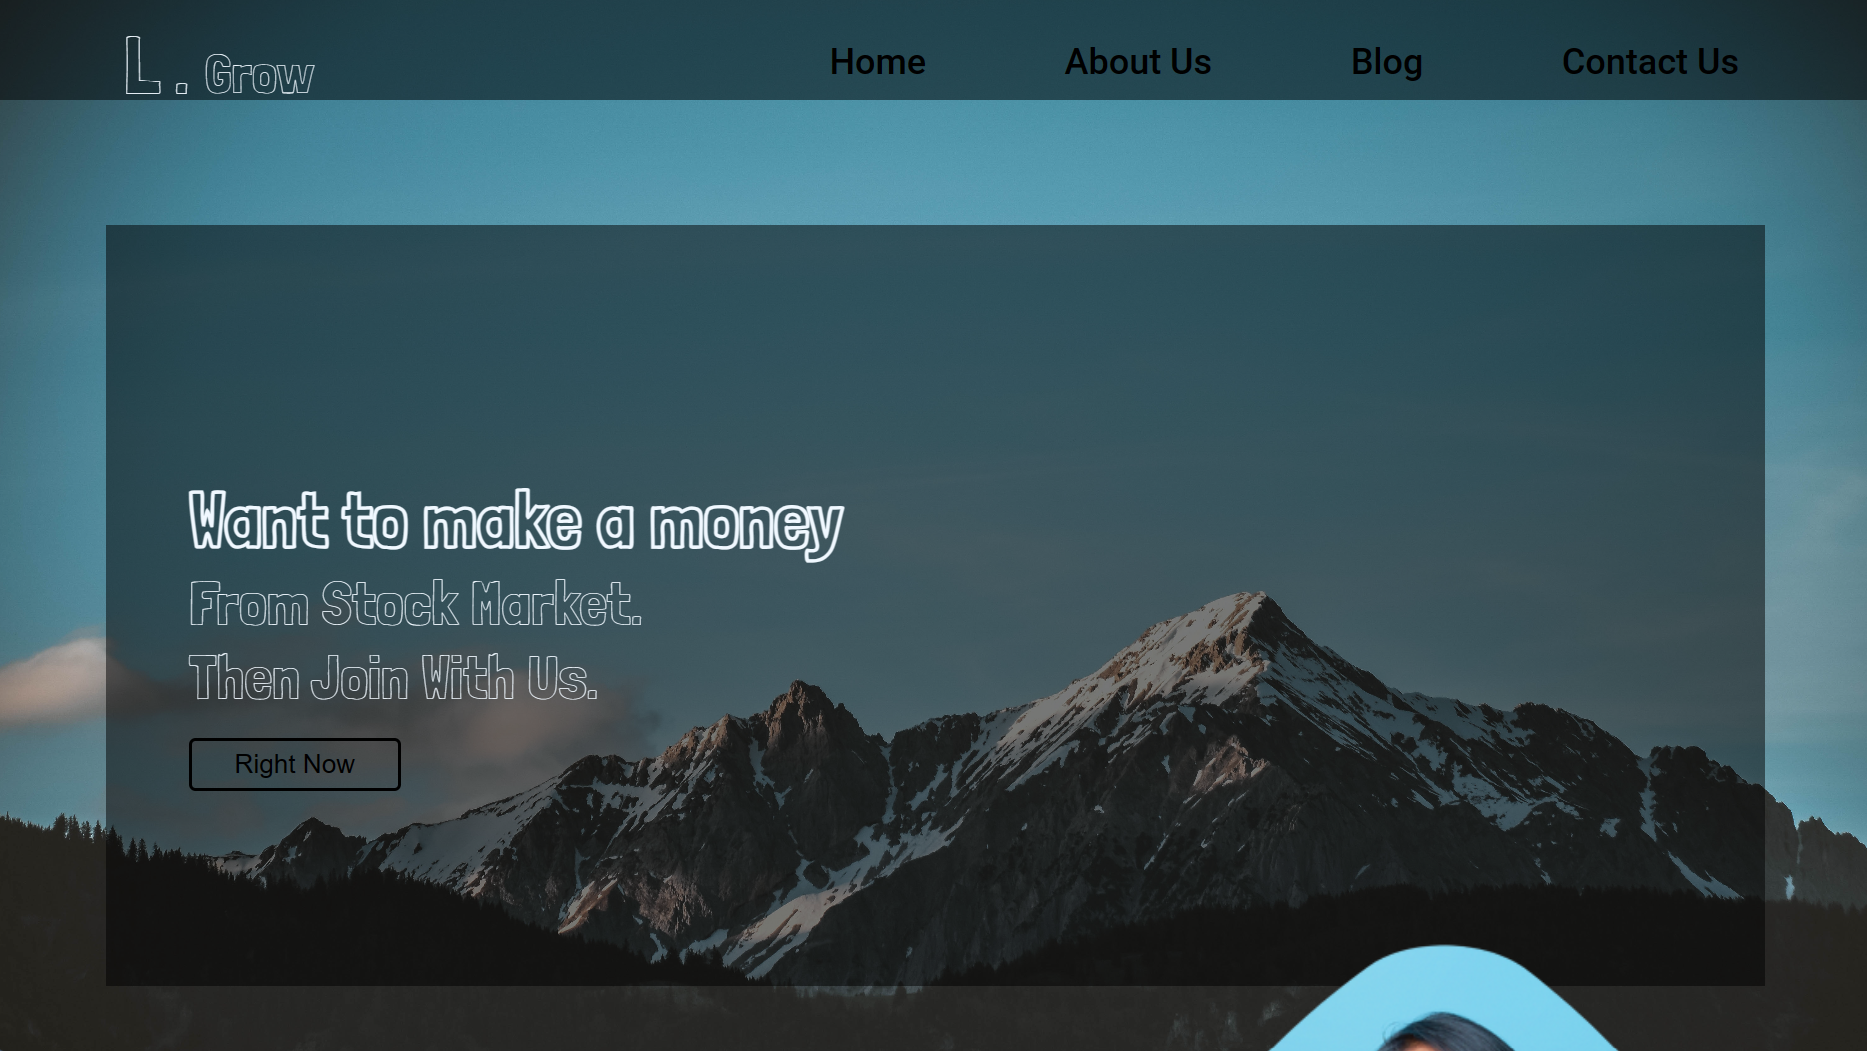 L . Grow
Home
About Us
Blog
Contact Us
Want to make a money
From Stock Market.
Then Join With Us.
Right Now